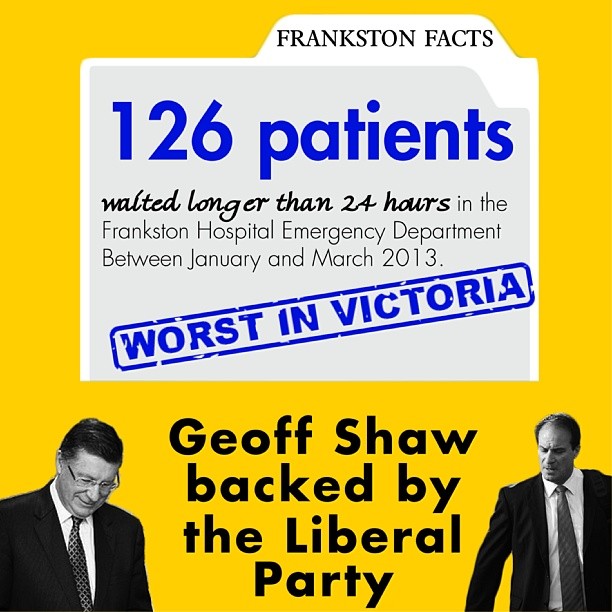 FRANKSTON FACTS
126 patients
waited longer than 24 hours in the
Frankston Hospital Emergency Department
Between January and March 2013.
WORST IN VICTORIA
Geoff Shaw
backed by
the Liberal
Party